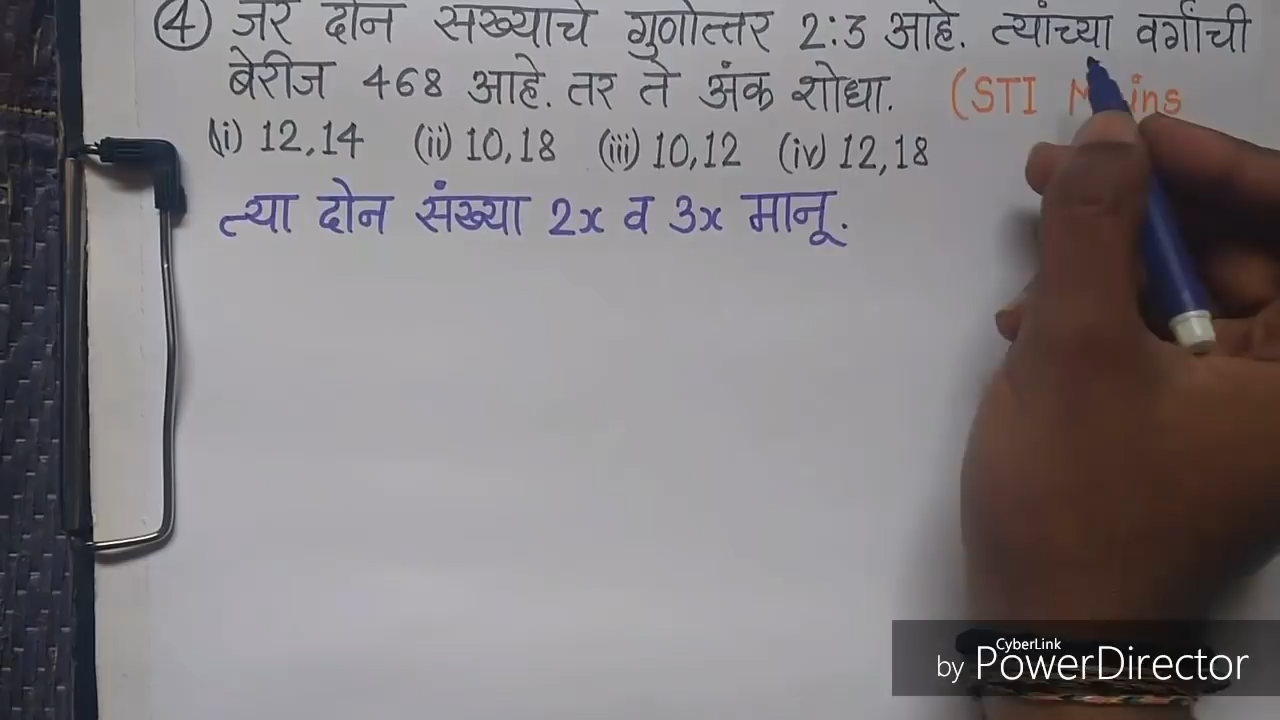 ④ जर दोन सख्याचे गुणोत्तर 2:3 आहे. त्यांच्या वर्गाची
बेरीज 468 आहे. तर ते अंक शोधा. (STI
(i) 12,14 (ii) 10,18 (iii) 10,12 (iv) 12,18
त्या दोन संख्या 2x व 3x मानू.
CyberLink
by PowerDirector